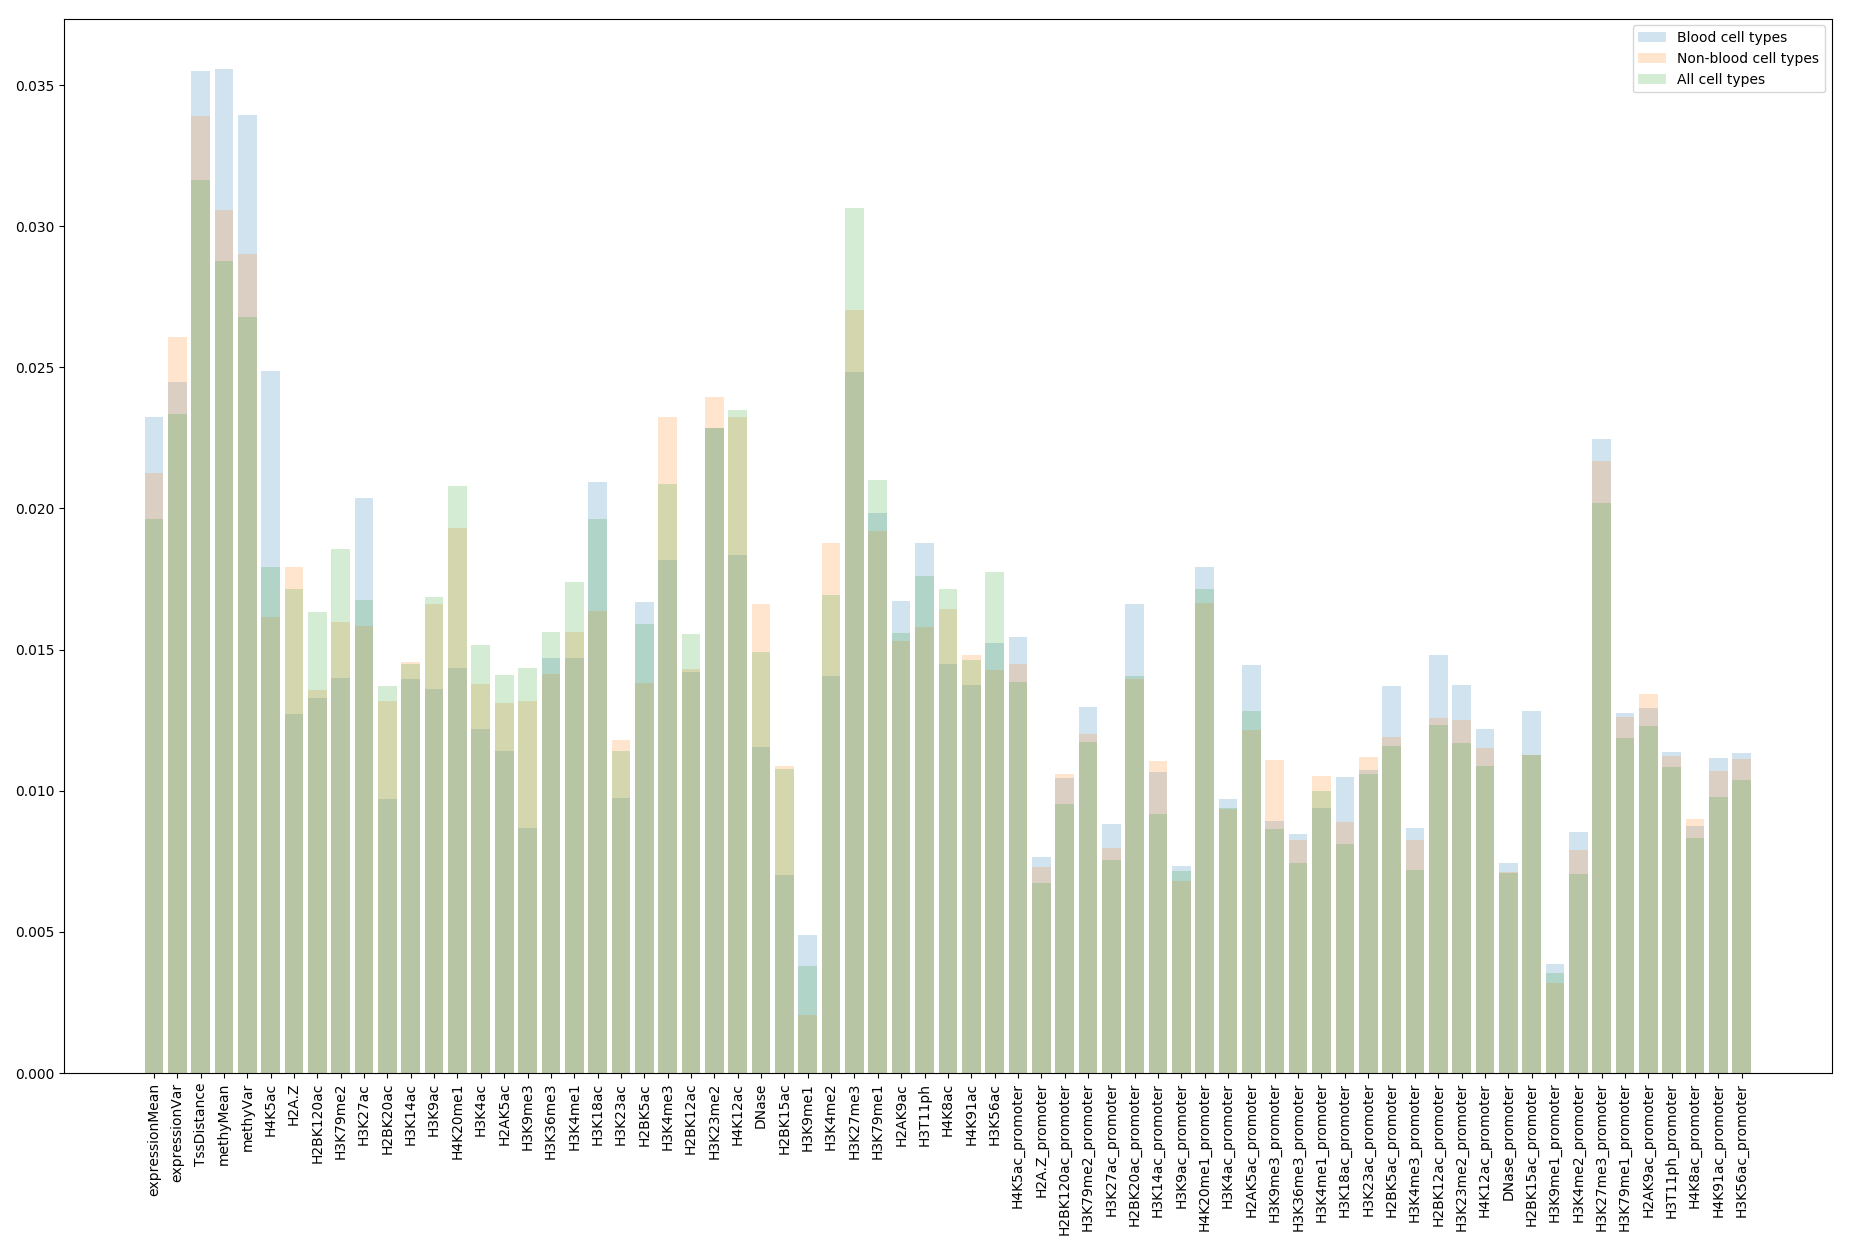 Blood cell types
Non-blood cell types
All cell types
0.035
0.030
0.025
0.020
0.015
0.010
0.005
0.000
expressionMean
expressionVar
TssDistance
methyMean
methyVar
H4K5ac
H2A.Z
H2BK120ac
H3K79me2
H3K27ac
H2BK20ac
H3K14ac
H3K9ac
H4K20me1
H3K4ac
H2AK5ac
H3K9me3
H3K36me3
H3K4me1
H3K18ac
H3K23ac
H2BK5ac
H3K4me3
H2BK12ac
H3K23me2
H4K12ac
DNase
H2BK15ac
H3K9me1
H3K4me2
H3K27me3
H3K79me1
H2AK9ac
H3T11ph
H4K8ac
H4K91ac
H3K56ac
H4K5ac_promoter
H2A.Z_promoter
H2BK120ac_promoter
H3K79me2_promoter
H3K27ac_promoter
H2BK20ac_promoter
H3K14ac_promoter
H3K9ac_promoter
H4K20me1_promoter
H3K4ac_promoter
H2AK5ac_promoter
H3K9me3_promoter
H3K36me3_promoter
H3K4me1_promoter
H3K18ac_promoter
H3K23ac_promoter
H2BK5ac_promoter
H3K4me3_promoter
H2BK12ac_promoter
H3K23me2_promoter
H4K12ac_promoter
DNase_promoter
H2BK15ac_promoter
H3K9me1_promoter
H3K4me2_promoter
H3K27me3_promoter
H3K79me1_promoter
H2AK9ac_promoter
H3T11ph_promoter
H4K8ac_promoter
H4K91ac_promoter
H3K56ac_promoter